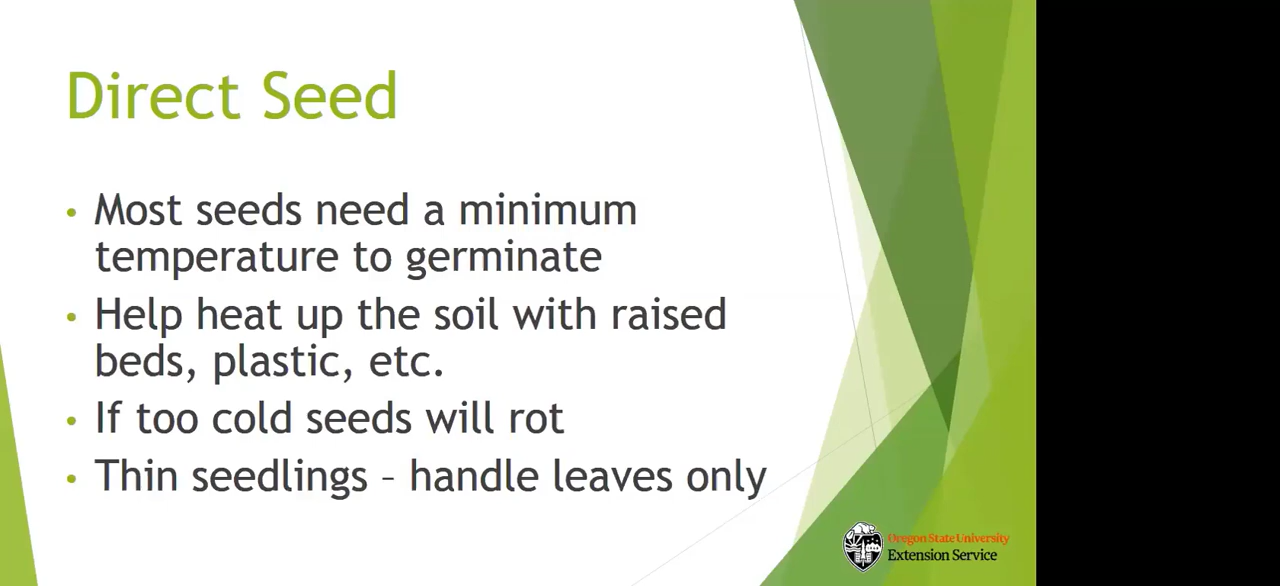 Direct Seed
• Most seeds need a minimum
temperature to germinate
• Help heat up the soil with raised
beds, plastic, etc.
• If too cold seeds will rot
• Thin seedlings – handle leaves only
Oregon State University
Extension Service